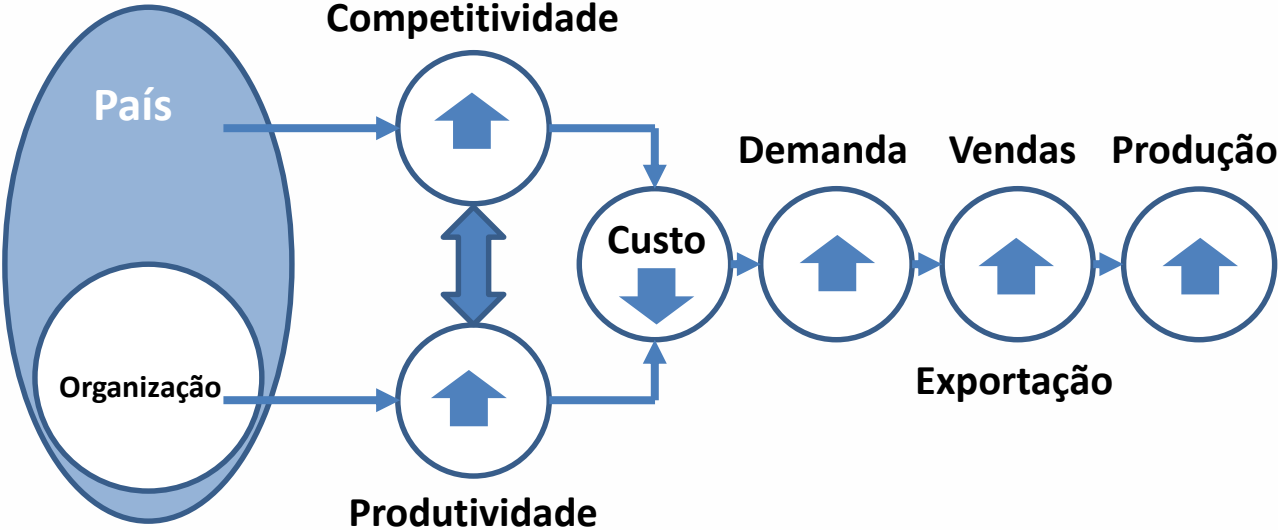 Competitividade
País
Demanda
Vendas
Produção
Custo
Organização
Exportação
Produtividade